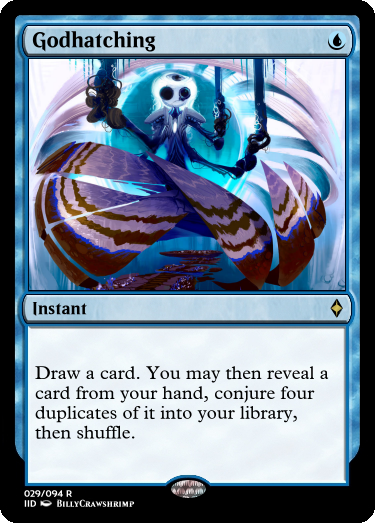 Godhatching
Instant
Draw a card. You may then reveal a
card from your hand, conjure four
duplicates of it into your library,
then shuffle.
029/094 R
IID BILLYCRAWSHRIMP